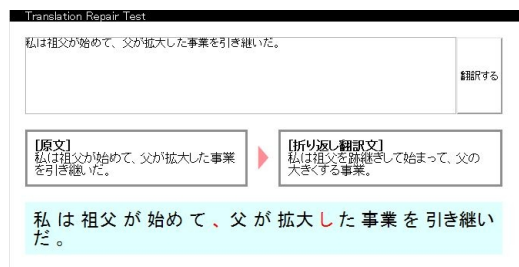 Translation Repair Test
私は祖父が始めて、父が拡大した事業を引き継いだ。
翻訳する
[原文]
私は祖父が始めて、父が拡大した事業
を引き継いだ。
[折り返し翻訳文]
私は祖父を跡継ぎして始まって、父の
大きくする事業。
私 は 祖父 が 始め て 、 父 が 拡大 し た 事業 を 引き継い
だ 。